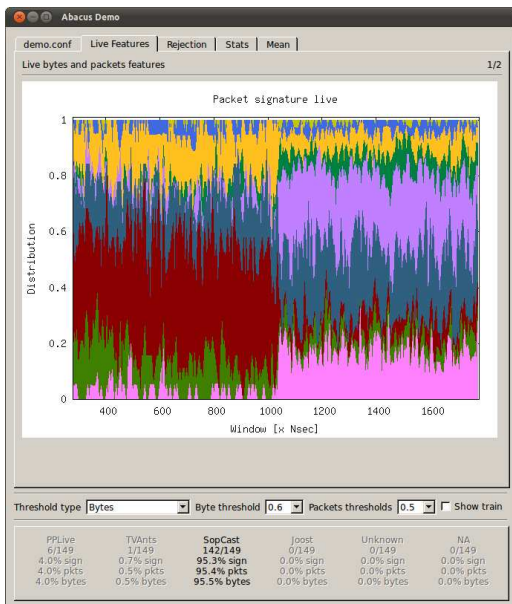 Abacus Demo
demo.conf Live Features Rejection Stats Mean
Live bytes and packets features 1/2
Packet signature live
1
0.8
0.6
0.4
0.2
0
Distribution
400 600 800 1000 1200 1400 1600
Window [x Nsec]
Threshold type Bytes Byte threshold 0.6 Packets thresholds 0.5 Show train
PPLive TVAnts SopCast Joost Unknown NA
6/149 1/149 142/149 0/149 0/149 0/149
4.0% sign 0.7% sign 95.3% sign 0.0% sign 0.0% sign 0.0% sign
4.0% pkts 0.5% pkts 95.4% pkts 0.0% pkts 0.0% pkts 0.0% pkts
4.0% bytes 0.5% bytes 95.5% bytes 0.0% bytes 0.0% bytes 0.0% bytes